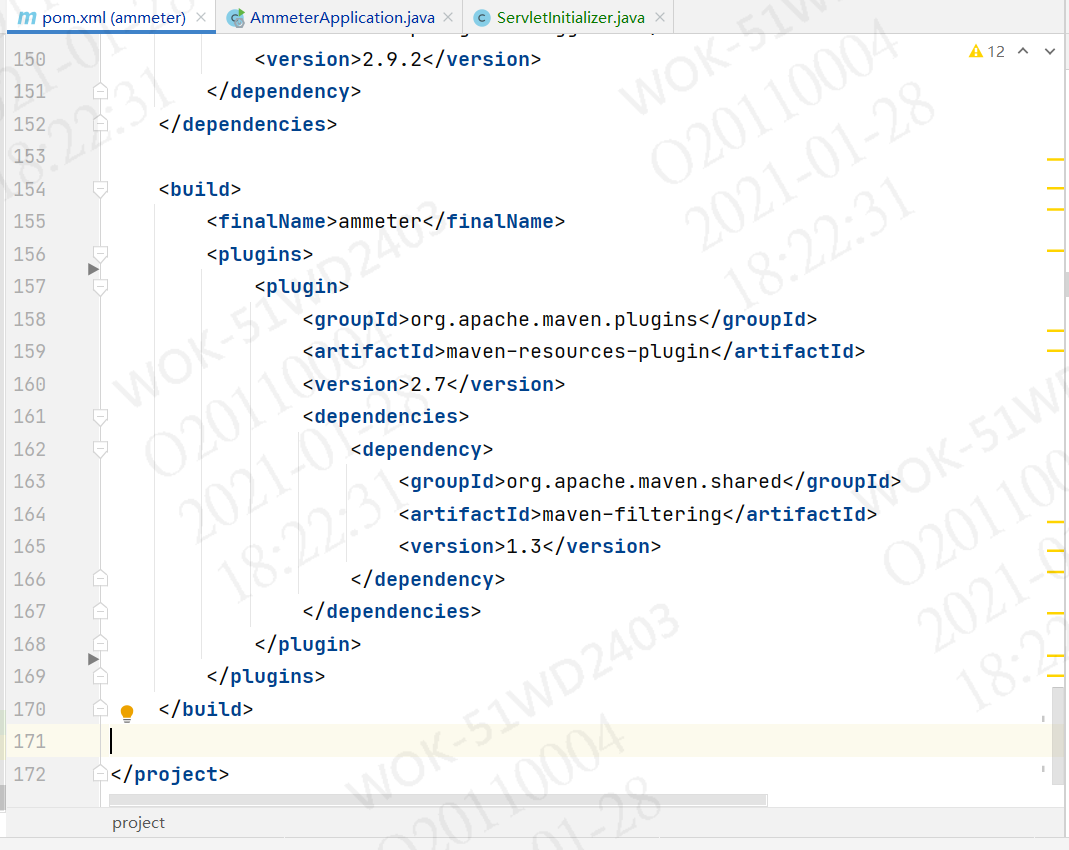 pom.xml (ammeter)
AmmeterApplication.java
ServletInitializer.java
12
150 <version>2.9.2</version>
151 </dependency>
152 </dependencies>
153
154 <build>
155 <finalName>ammeter</finalName>
156 <plugins>
157 <plugin>
158 <groupId>org.apache.maven.plugins</groupId>
159 <artifactId>maven-resources-plugin</artifactId>
160 <version>2.7</version>
161 <dependencies>
162 <dependency>
163 <groupId>org.apache.maven.shared</groupId>
164 <artifactId>maven-filtering</artifactId>
165 <version>1.3</version>
166 </dependency>
167 </dependencies>
168 </plugin>
169 </plugins>
170 </build>
171
172 </project>
project
WOK-51WD2403
O20110004
2021-01-28
18:22:31